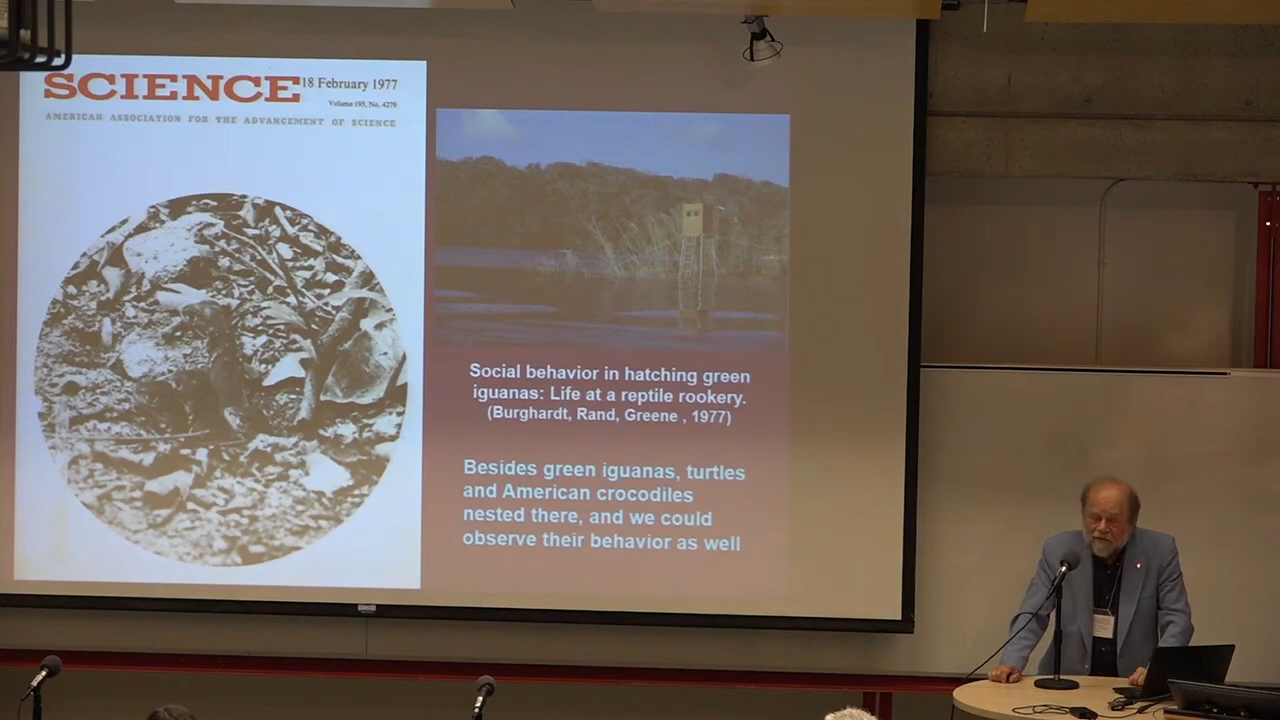 SCIENCE
18 February 1977
Volume 195, No. 4279
AMERICAN ASSOCIATION FOR THE ADVANCEMENT OF SCIENCE
Social behavior in hatching green
iguanas: Life at a reptile rookery.
(Burghardt, Rand, Greene , 1977)
Besides green iguanas, turtles
and American crocodiles
nested there, and we could
observe their behavior as well